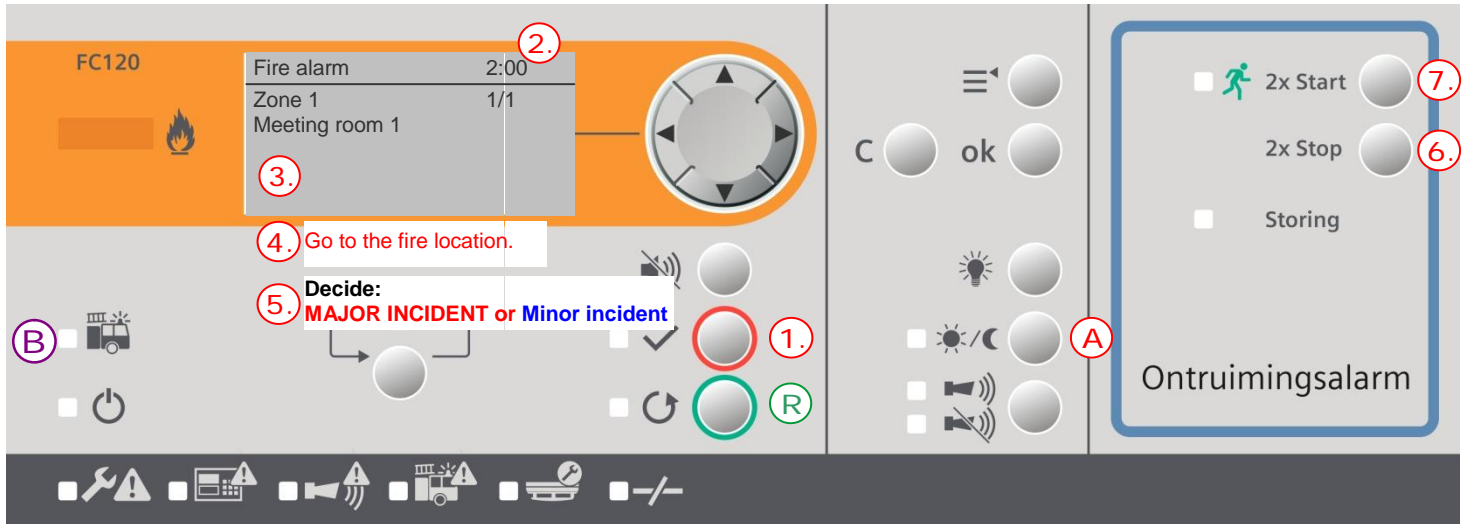 FC120
2.
Fire alarm 2:00
Zone 1 1/1
Meeting room 1
3.
4. Go to the fire location.
5. Decide:
MAJOR INCIDENT or Minor incident
B
1.
R
C ok
A
2x Start 7.
2x Stop 6.
Storing
Ontruimingsalarm